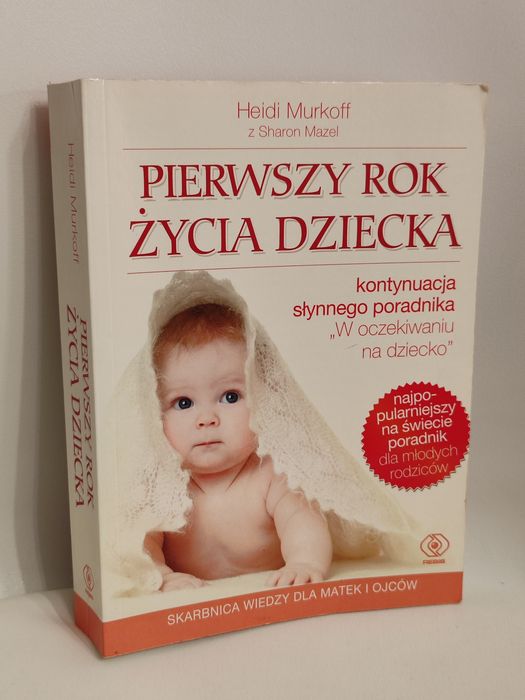 Heidi Murkoff
z Sharon Mazel
PIERWSZY ROK
ŻYCIA DZIECKA
kontynuacja
słynnego poradnika
„W oczekiwaniu
na dziecko”
najpo-
pularniejszy
na świecie
poradnik
dla młodych
rodziców
REBIS
SKARBNICA WIEDZY DLA MATEK I OJCÓW
Heidi Murkoff
PIERWSZY ROK
ŻYCIA DZIECKA